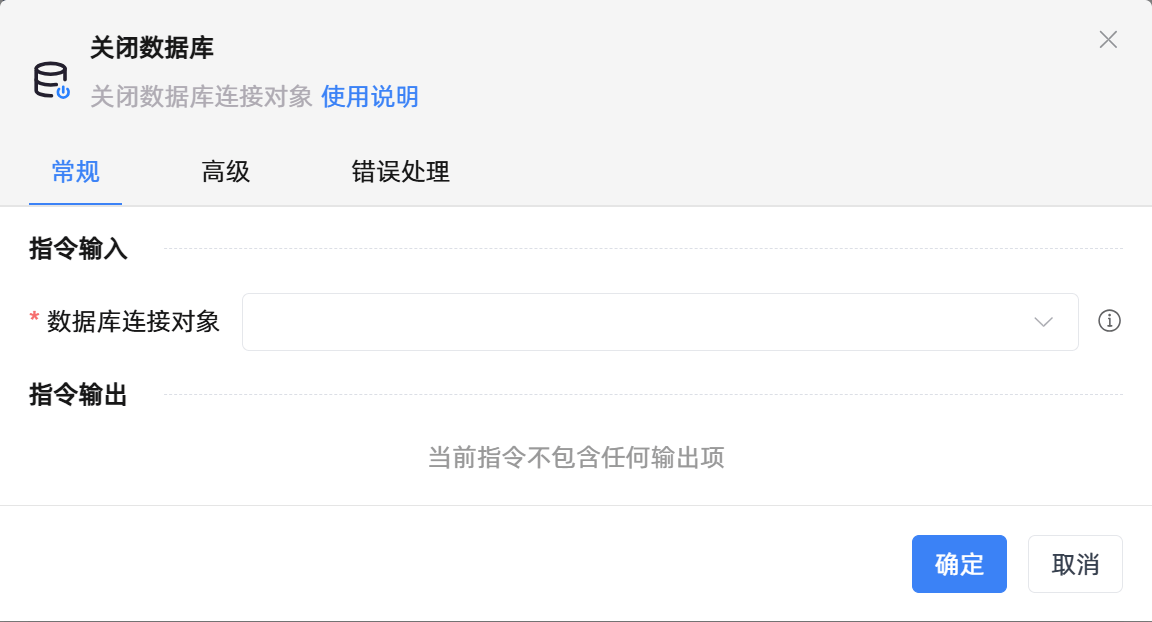 关闭数据库
关闭数据库连接对象 使用说明
常规 高级 错误处理
指令输入
* 数据库连接对象
指令输出
当前指令不包含任何输出项
确定 取消